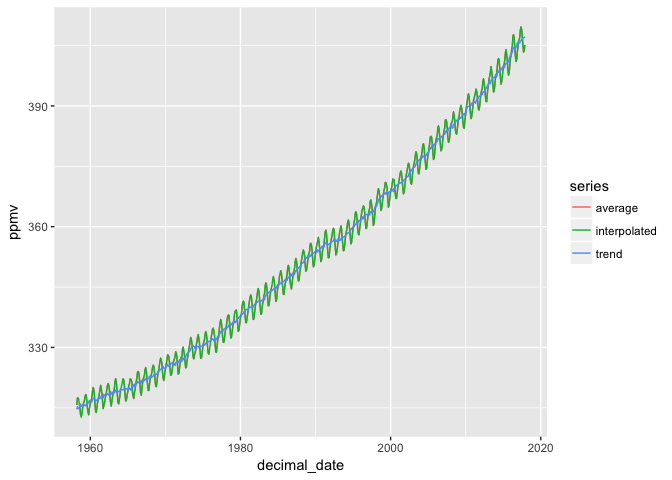 ppmv
390
360
330
1960
1980
2000
2020
decimal_date
series
average
interpolated
trend